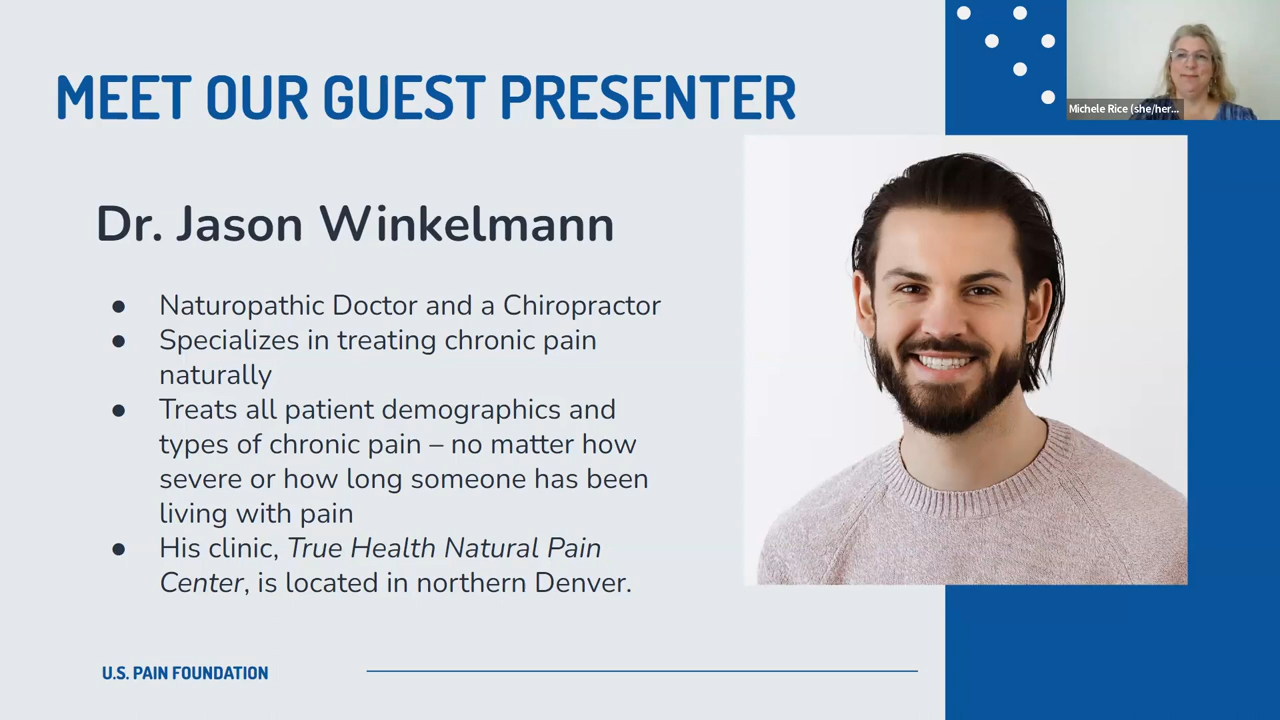 MEET OUR GUEST PRESENTER
Michele Rice (she/her...
Dr. Jason Winkelmann
● Naturopathic Doctor and a Chiropractor
● Specializes in treating chronic pain
naturally
● Treats all patient demographics and
types of chronic pain – no matter how
severe or how long someone has been
living with pain
● His clinic, True Health Natural Pain
Center, is located in northern Denver.
U.S. PAIN FOUNDATION